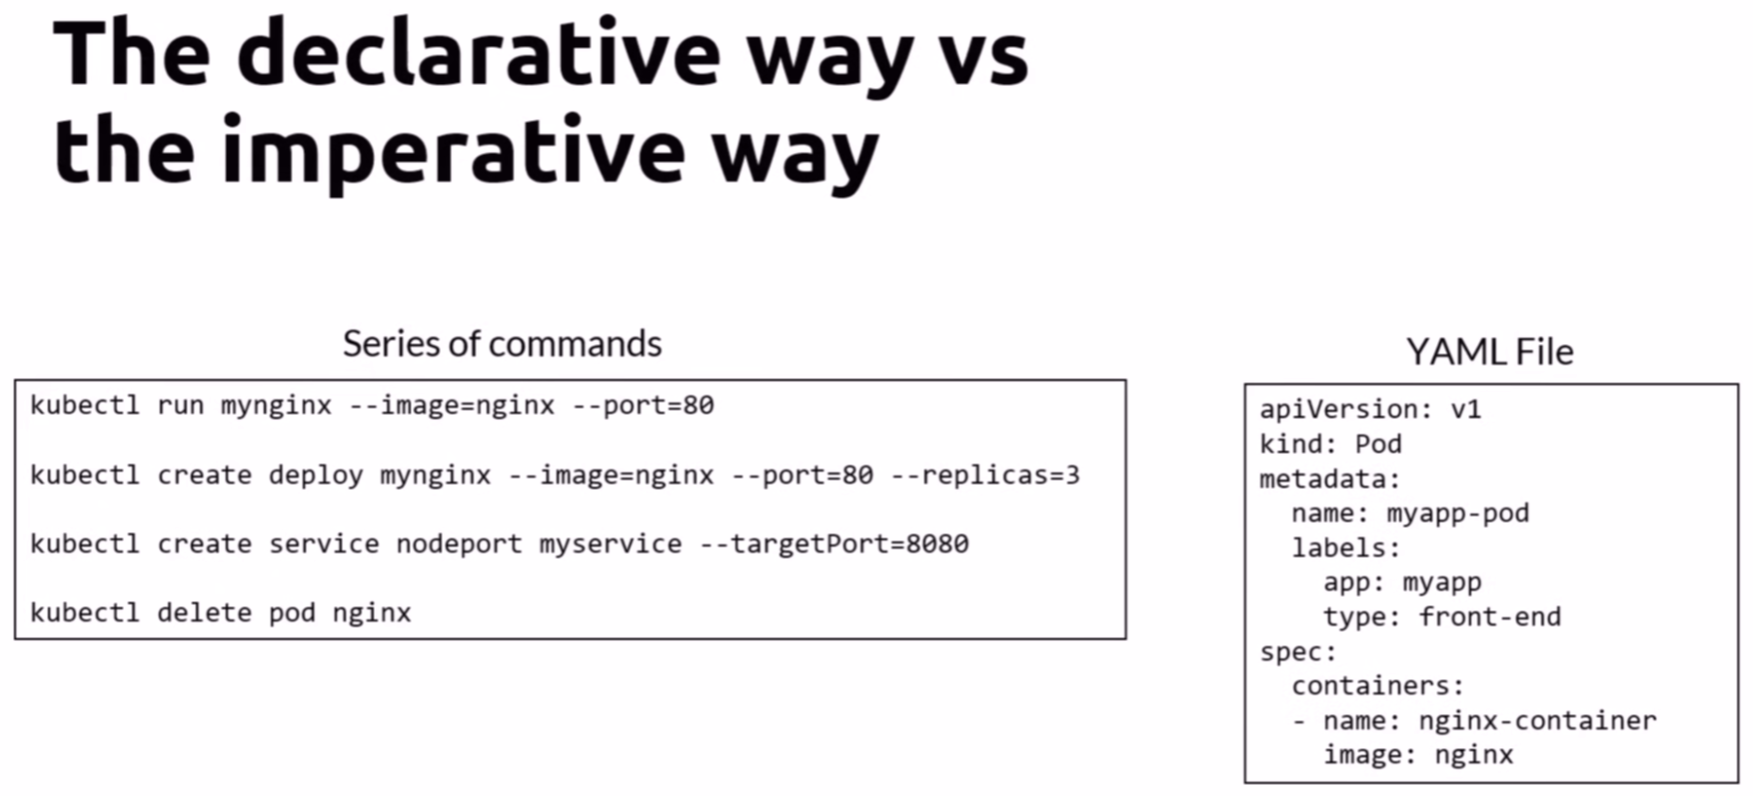 The declarative way vs
the imperative way
Series of commands
kubectl run mynginx --image=nginx --port=80
kubectl create deploy mynginx --image=nginx --port=80 --replicas=3
kubectl create service nodeport myservice --targetPort=8080
kubectl delete pod nginx
YAML File
apiVersion: v1
kind: Pod
metadata:
  name: myapp-pod
  labels:
    app: myapp
    type: front-end
spec:
  containers:
  - name: nginx-container
    image: nginx